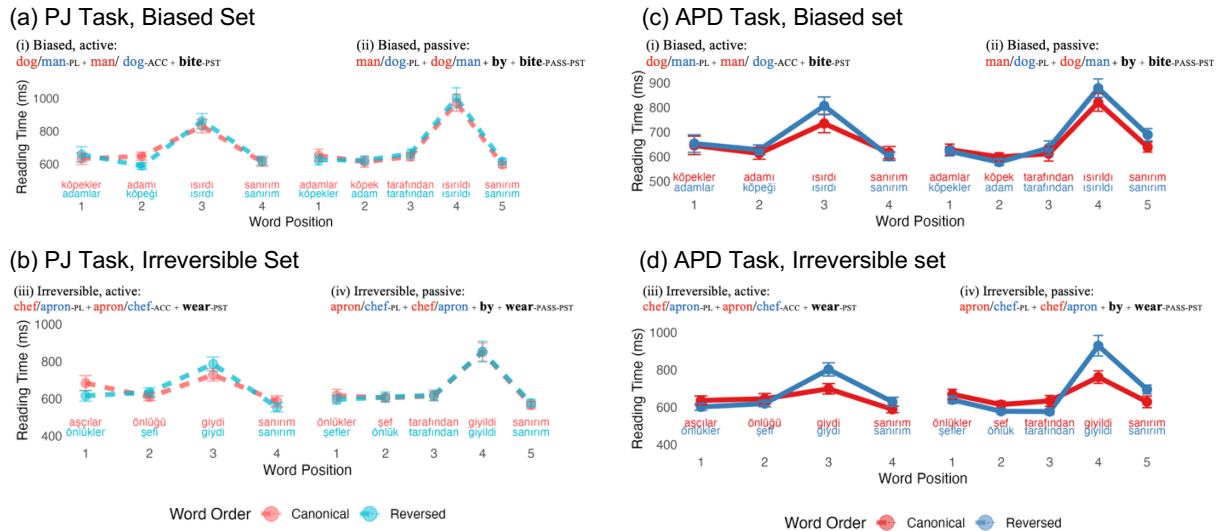 (a) PJ Task, Biased Set
(i) Biased, active:
dog/man-PL + man/ dog-ACC + bite-PST
(ii) Biased, passive:
man/dog-PL + dog/man + by + bite-PASS-PST
Reading Time (ms)
1000
800
600
köpekler adamı ısırdı sanırım
adamlar köpeği ısırdı sanırım
1 2 3 4
adamlar köpek tarafından ısırıldı sanırım
köpekler adam tarafından ısırıldı sanırım
1 2 3 4 5
Word Position
(b) PJ Task, Irreversible Set
(iii) Irreversible, active:
chef/apron-PL + apron/chef-ACC + wear-PST
(iv) Irreversible, passive:
apron/chef-PL + chef/apron + by + wear-PASS-PST
Reading Time (ms)
1000
800
600
400
aşçılar önlüğü giydi sanırım
önlükler şefi giydi sanırım
1 2 3 4
önlükler şef tarafından giyildi sanırım
şefler önlük tarafından giyildi sanırım
1 2 3 4 5
Word Position
Word Order Canonical Reversed
(c) APD Task, Biased set
(i) Biased, active:
dog/man-PL + man/ dog-ACC + bite-PST
(ii) Biased, passive:
man/dog-PL + dog/man + by + bite-PASS-PST
Reading Time (ms)
900
800
700
600
500
köpekler adamı ısırdı sanırım
adamlar köpeği ısırdı sanırım
1 2 3 4
adamlar köpek tarafından ısırıldı sanırım
köpekler adam tarafından ısırıldı sanırım
1 2 3 4 5
Word Position
(d) APD Task, Irreversible set
(iii) Irreversible, active:
chef/apron-PL + apron/chef-ACC + wear-PST
(iv) Irreversible, passive:
apron/chef-PL + chef/apron + by + wear-PASS-PST
Reading Time (ms)
1000
800
600
400
aşçılar önlüğü giydi sanırım
önlükler şefi giydi sanırım
1 2 3 4
önlükler şef tarafından giyildi sanırım
şefler önlük tarafından giyildi sanırım
1 2 3 4 5
Word Position
Word Order Canonical Reversed